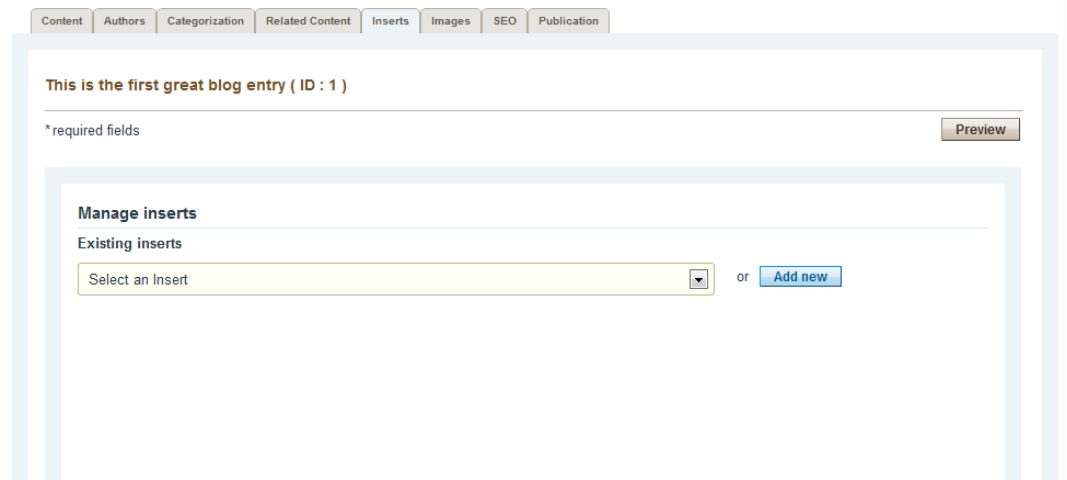 Content Authors Categorization Related Content Inserts Images SEO Publication
This is the first great blog entry ( ID : 1 )
* required fields Preview
Manage inserts
Existing inserts
Select an Insert or Add new